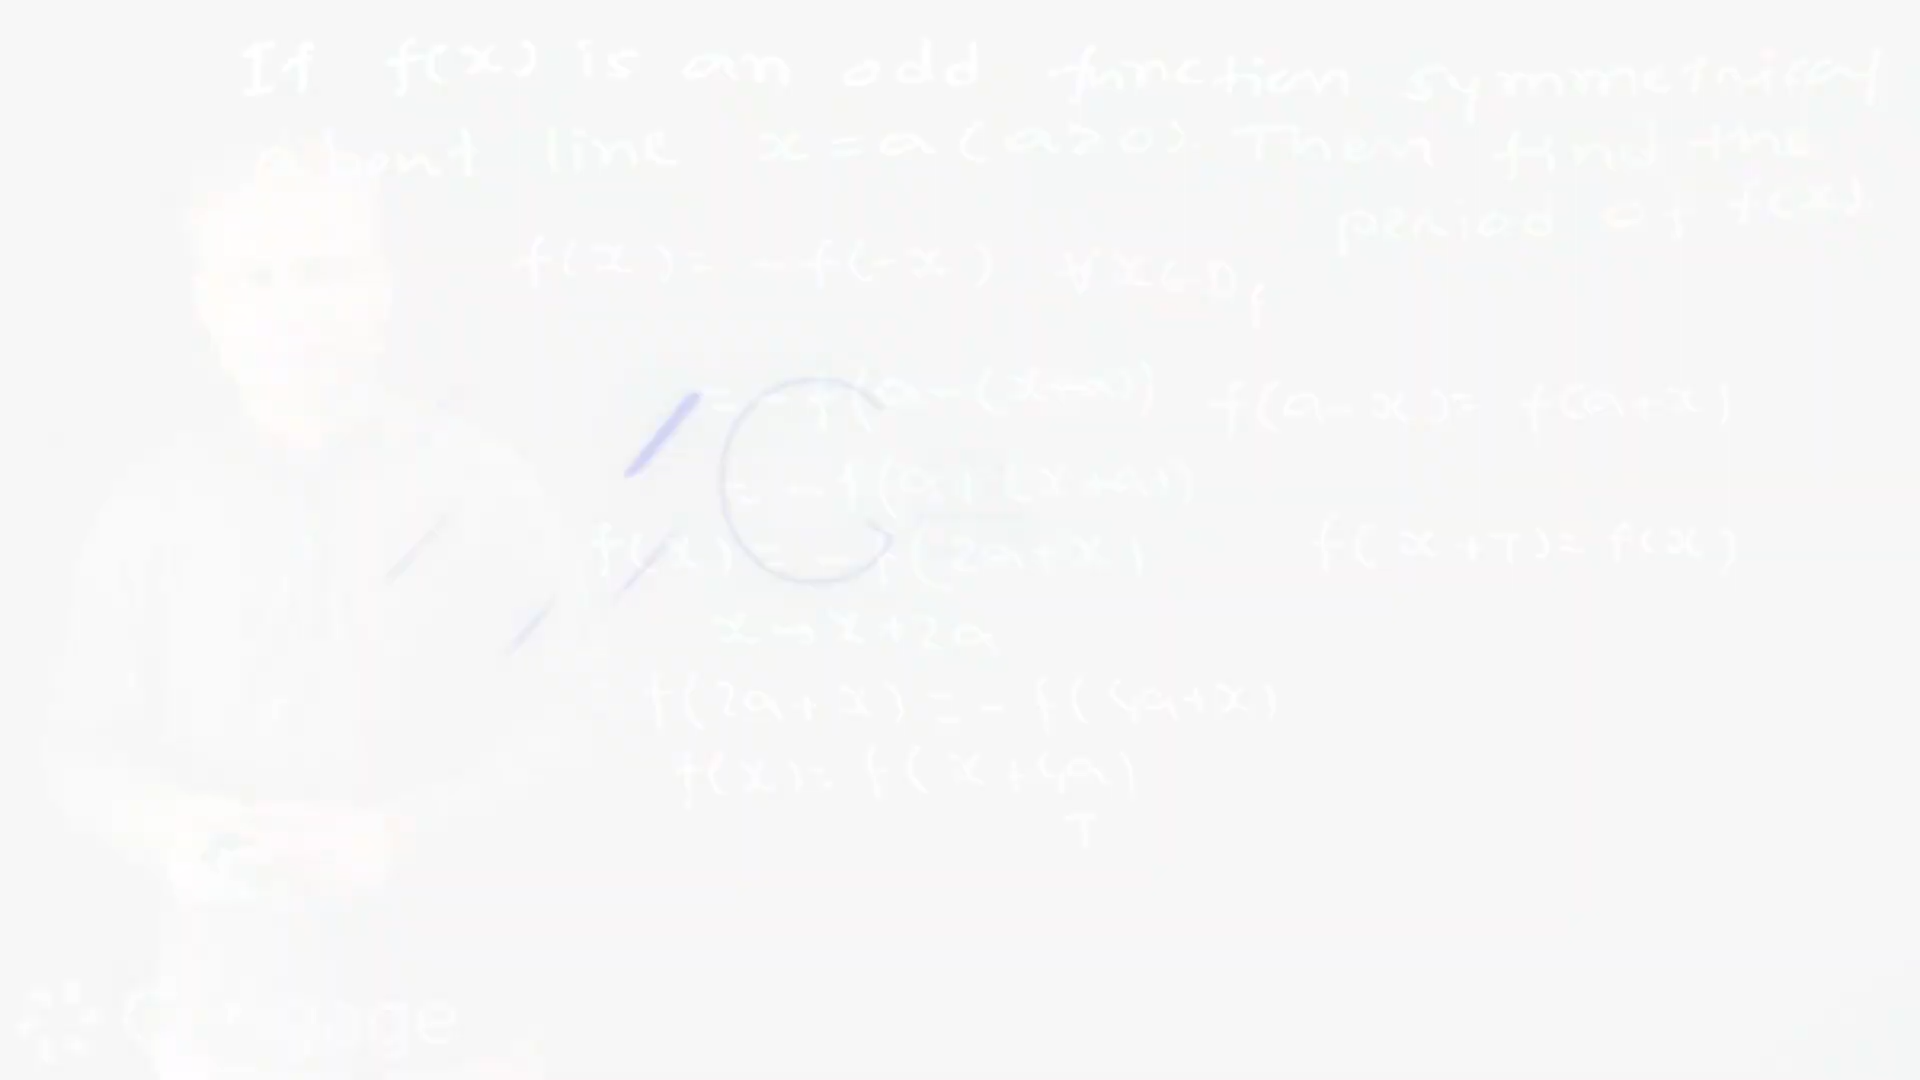 If f(x) is an odd function symmetrical
about line x = a (a>0). Then find the
period of f(x).
f(x) = -f(-x) ∀ x ∈ D_f
= -f(a-(x+a)) f(a-x) = f(a+x)
= -f(a+(x+a))
f(x) = -f(2a+x) f(x+T) = f(x)
x → x+2a
f(2a+x) = -f(4a+x)
f(x) = f(x+4a)
T